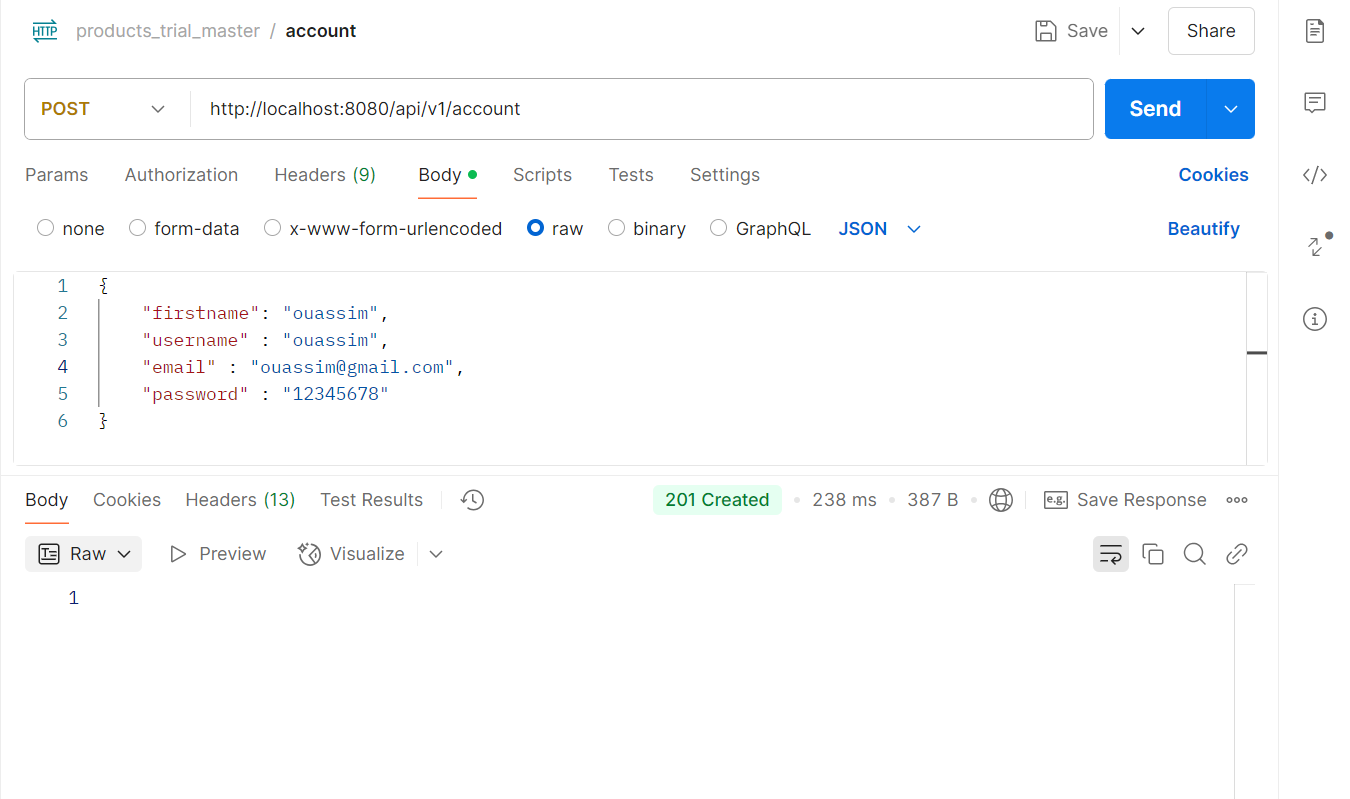 HTTP products_trial_master / account Save Share
POST http://localhost:8080/api/v1/account Send
Params Authorization Headers (9) Body Scripts Tests Settings Cookies
none form-data x-www-form-urlencoded raw binary GraphQL JSON Beautify
1 {
2 "firstname": "ouassim",
3 "username" : "ouassim",
4 "email" : "ouassim@gmail.com",
5 "password" : "12345678"
6 }
Body Cookies Headers (13) Test Results 201 Created 238 ms 387 B e.g. Save Response
Raw Preview Visualize
1